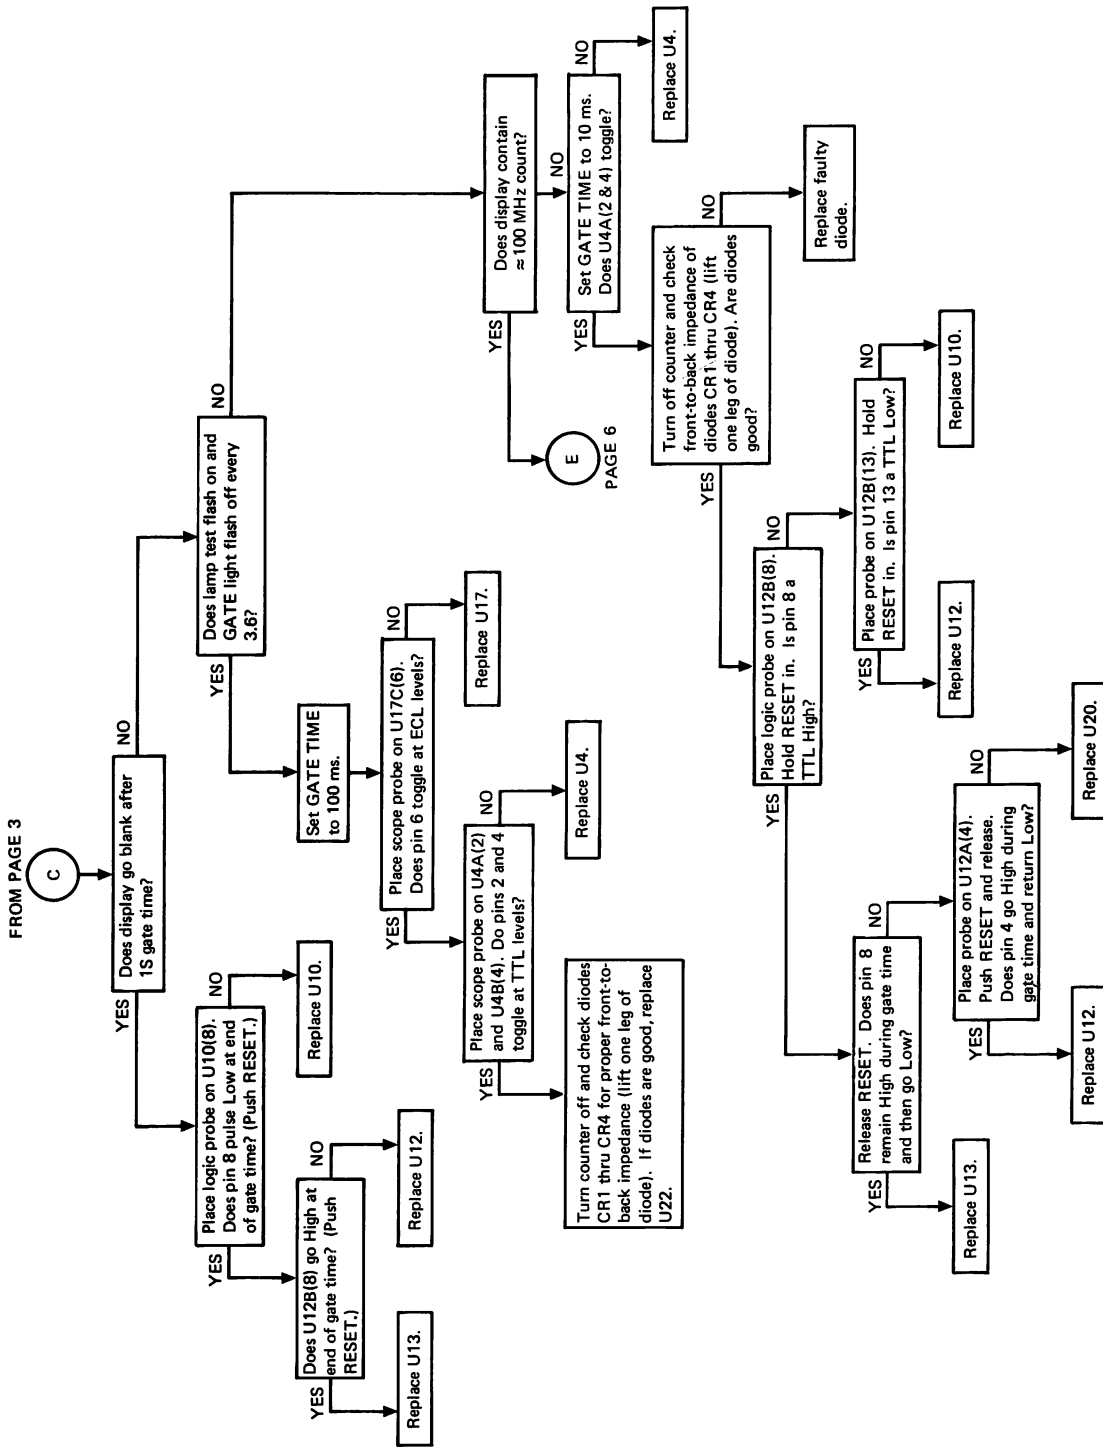 FROM PAGE 3
C
Does display go blank after
1S gate time?
YES
NO
Place logic probe on U10(8).
Does pin 8 pulse Low at end
of gate time? (Push RESET.)
YES
NO
Replace U10.
Does U12B(8) go High at
end of gate time? (Push
RESET.)
YES
NO
Replace U13.
Replace U12.
Does lamp test flash on and
GATE light flash off every
3.6?
YES
NO
Set GATE TIME
to 100 ms.
Place scope probe on U17C(6).
Does pin 6 toggle at ECL levels?
YES
NO
Replace U17.
Place scope probe on U4A(2)
and U4B(4). Do pins 2 and 4
toggle at TTL levels?
YES
NO
Replace U4.
Turn counter off and check diodes
CR1 thru CR4 for proper front-to-
back impedance (lift one leg of
diode). If diodes are good, replace
U22.
Does display contain
≈100 MHz count?
YES
NO
E
PAGE 6
Set GATE TIME to 10 ms.
Does U4A(2 & 4) toggle?
YES
NO
Replace U4.
Turn off counter and check
front-to-back impedance of
diodes CR1 thru CR4 (lift
one leg of diode). Are diodes
good?
YES
NO
Replace faulty
diode.
Place logic probe on U12B(8).
Hold RESET in. Is pin 8 a
TTL High?
YES
NO
Place probe on U12B(13). Hold
RESET in. Is pin 13 a TTL Low?
YES
NO
Replace U12.
Replace U10.
Release RESET. Does pin 8
remain High during gate time
and then go Low?
YES
NO
Replace U13.
Place probe on U12A(4).
Push RESET and release.
Does pin 4 go High during
gate time and return Low?
YES
NO
Replace U12.
Replace U20.